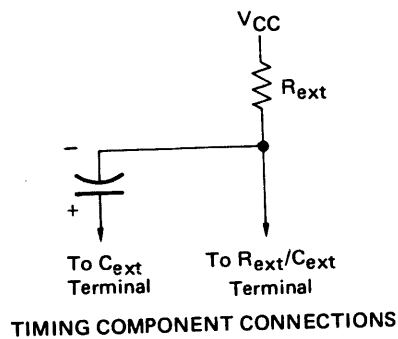 VCC
Rext
−
+
To Cext
Terminal
To Rext/Cext
Terminal
TIMING COMPONENT CONNECTIONS